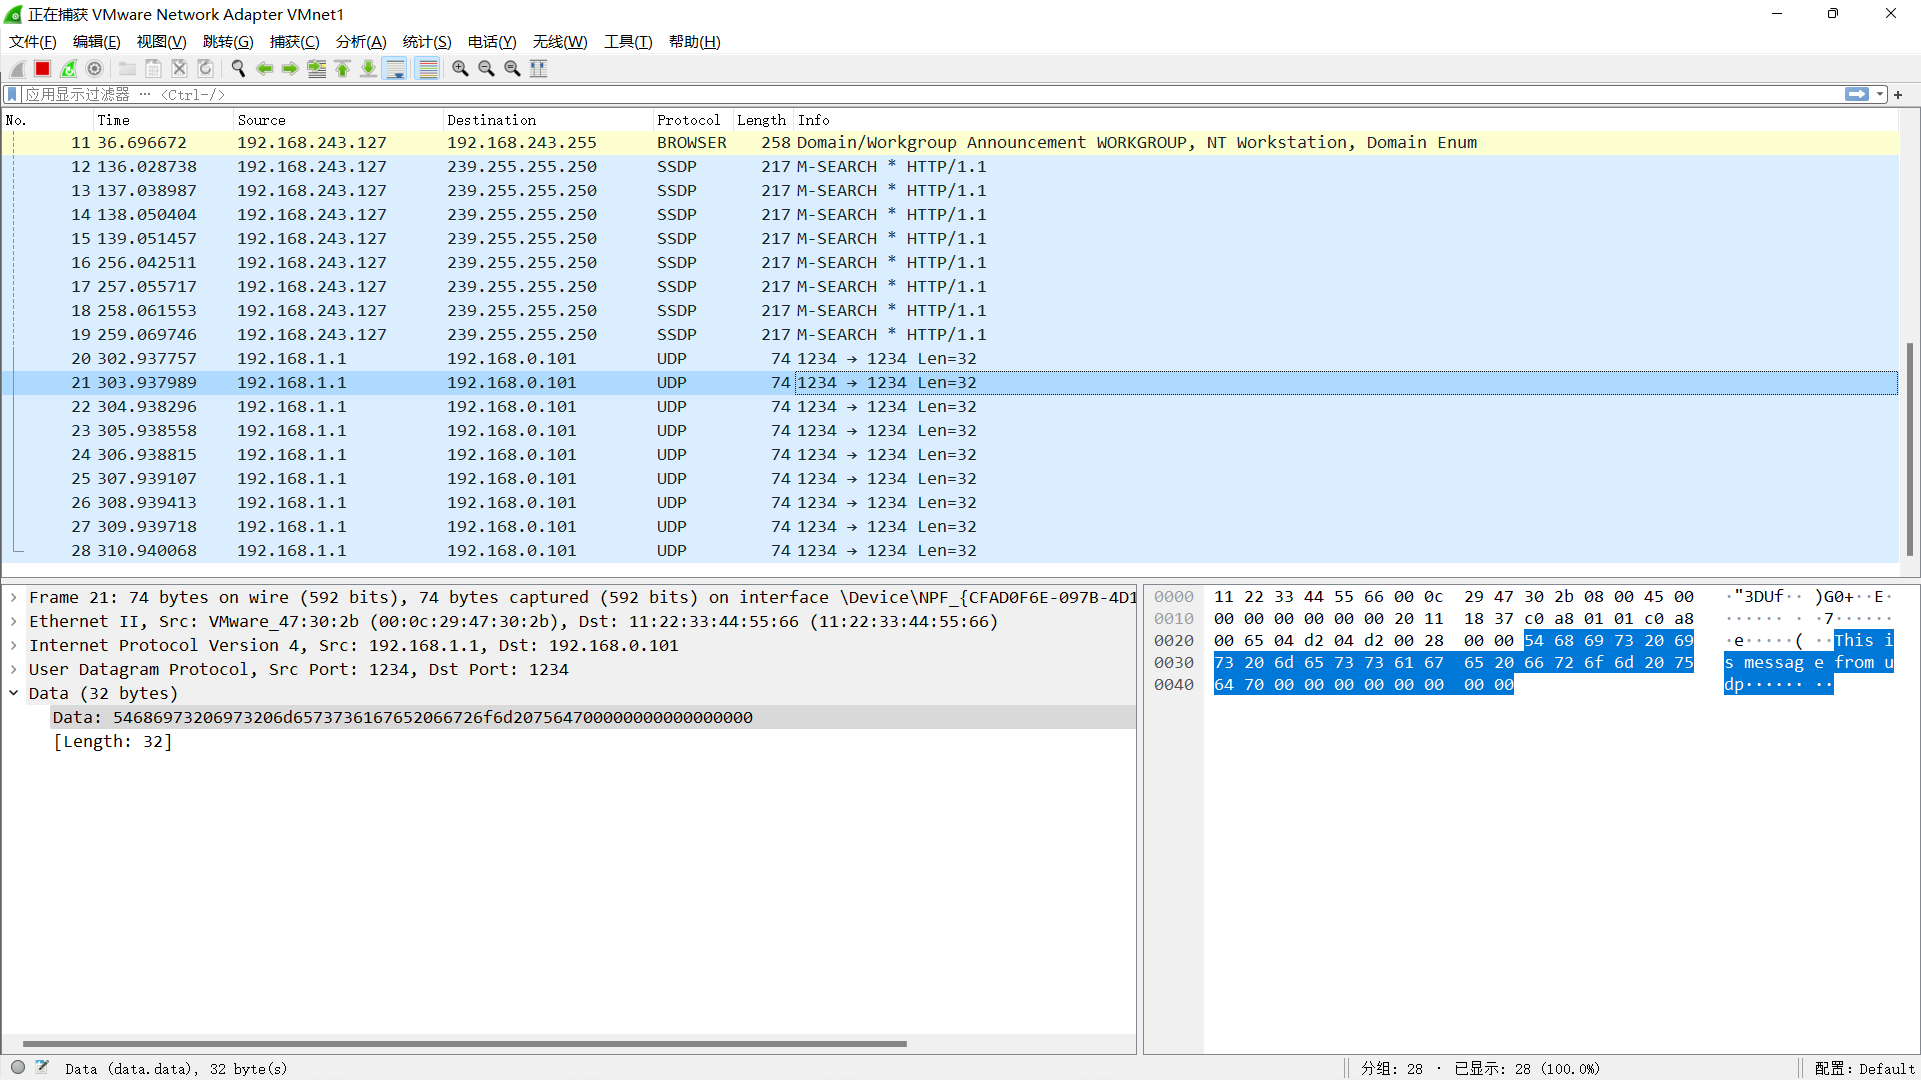 正在捕获 VMware Network Adapter VMnet1
文件(F) 编辑(E) 视图(V) 跳转(G) 捕获(C) 分析(A) 统计(S) 电话(Y) 无线(W) 工具(T) 帮助(H)
应用显示过滤器 … <Ctrl-/>
No. Time Source Destination Protocol Length Info
11 36.696672 192.168.243.127 192.168.243.255 BROWSER 258 Domain/Workgroup Announcement WORKGROUP, NT Workstation, Domain Enum
12 136.028738 192.168.243.127 239.255.255.250 SSDP 217 M-SEARCH * HTTP/1.1
13 137.038987 192.168.243.127 239.255.255.250 SSDP 217 M-SEARCH * HTTP/1.1
14 138.050404 192.168.243.127 239.255.255.250 SSDP 217 M-SEARCH * HTTP/1.1
15 139.051457 192.168.243.127 239.255.255.250 SSDP 217 M-SEARCH * HTTP/1.1
16 256.042511 192.168.243.127 239.255.255.250 SSDP 217 M-SEARCH * HTTP/1.1
17 257.055717 192.168.243.127 239.255.255.250 SSDP 217 M-SEARCH * HTTP/1.1
18 258.061553 192.168.243.127 239.255.255.250 SSDP 217 M-SEARCH * HTTP/1.1
19 259.069746 192.168.243.127 239.255.255.250 SSDP 217 M-SEARCH * HTTP/1.1
20 302.937757 192.168.1.1 192.168.0.101 UDP 74 1234 → 1234 Len=32
21 303.937989 192.168.1.1 192.168.0.101 UDP 74 1234 → 1234 Len=32
22 304.938296 192.168.1.1 192.168.0.101 UDP 74 1234 → 1234 Len=32
23 305.938558 192.168.1.1 192.168.0.101 UDP 74 1234 → 1234 Len=32
24 306.938815 192.168.1.1 192.168.0.101 UDP 74 1234 → 1234 Len=32
25 307.939107 192.168.1.1 192.168.0.101 UDP 74 1234 → 1234 Len=32
26 308.939413 192.168.1.1 192.168.0.101 UDP 74 1234 → 1234 Len=32
27 309.939718 192.168.1.1 192.168.0.101 UDP 74 1234 → 1234 Len=32
28 310.940068 192.168.1.1 192.168.0.101 UDP 74 1234 → 1234 Len=32
Frame 21: 74 bytes on wire (592 bits), 74 bytes captured (592 bits) on interface \Device\NPF_{CFAD0F6E-097B-4D1
Ethernet II, Src: VMware_47:30:2b (00:0c:29:47:30:2b), Dst: 11:22:33:44:55:66 (11:22:33:44:55:66)
Internet Protocol Version 4, Src: 192.168.1.1, Dst: 192.168.0.101
User Datagram Protocol, Src Port: 1234, Dst Port: 1234
Data (32 bytes)
Data: 54686973206973206d6573736167652066726f6d207564700000000000000000
[Length: 32]
0000 11 22 33 44 55 66 00 0c 29 47 30 2b 08 00 45 00 ·"3DUf·· )G0+··E·
0010 00 00 00 00 00 00 20 11 18 37 c0 a8 01 01 c0 a8 ······ · ·7······
0020 00 65 04 d2 04 d2 00 28 00 00 54 68 69 73 20 69 ·e·····( ··This i
0030 73 20 6d 65 73 73 61 67 65 20 66 72 6f 6d 20 75 s messag e from u
0040 64 70 00 00 00 00 00 00 00 00 dp······ ··
Data (data.data), 32 byte(s) 分组: 28 · 已显示: 28 (100.0%) 配置: Default